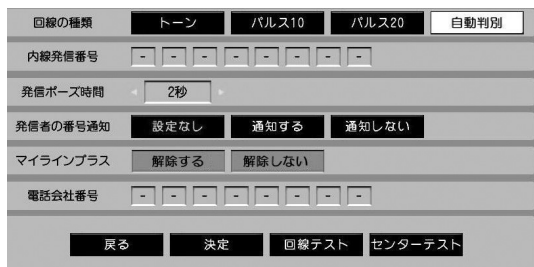 回線の種類 トーン パルス10 パルス20 自動判別
内線発信番号 - - - - - - - -
発信ポーズ時間 2秒
発信者の番号通知 設定なし 通知する 通知しない
マイラインプラス 解除する 解除しない
電話会社番号 - - - - - - - -
戻る 決定 回線テスト センターテスト